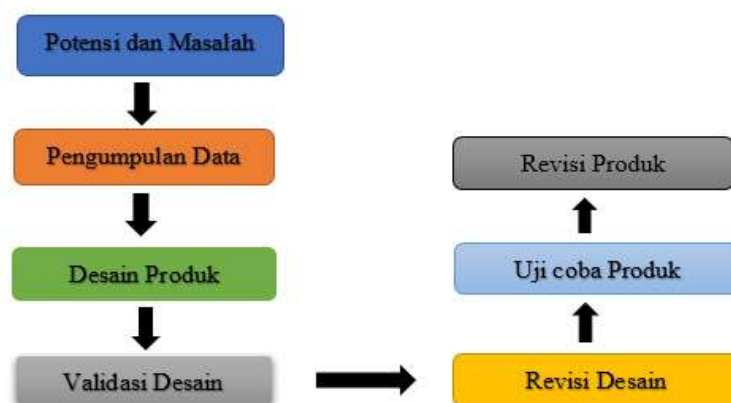 Potensi dan Masalah
Pengumpulan Data
Desain Produk
Validasi Desain
Revisi Desain
Uji coba Produk
Revisi Produk